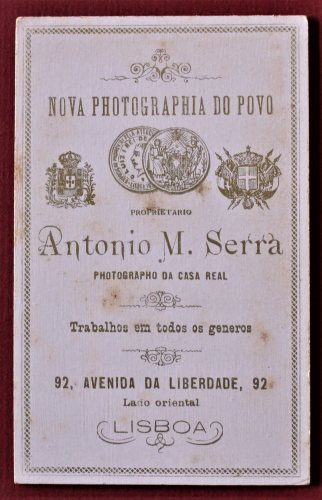 NOVA PHOTOGRAPHIA DO POVO
PROPRIETARIO
Antonio M. Serra
PHOTOGRAPHO DA CASA REAL
Trabalhos em todos os generos
92, AVENIDA DA LIBERDADE, 92
Lado oriental
LISBOA